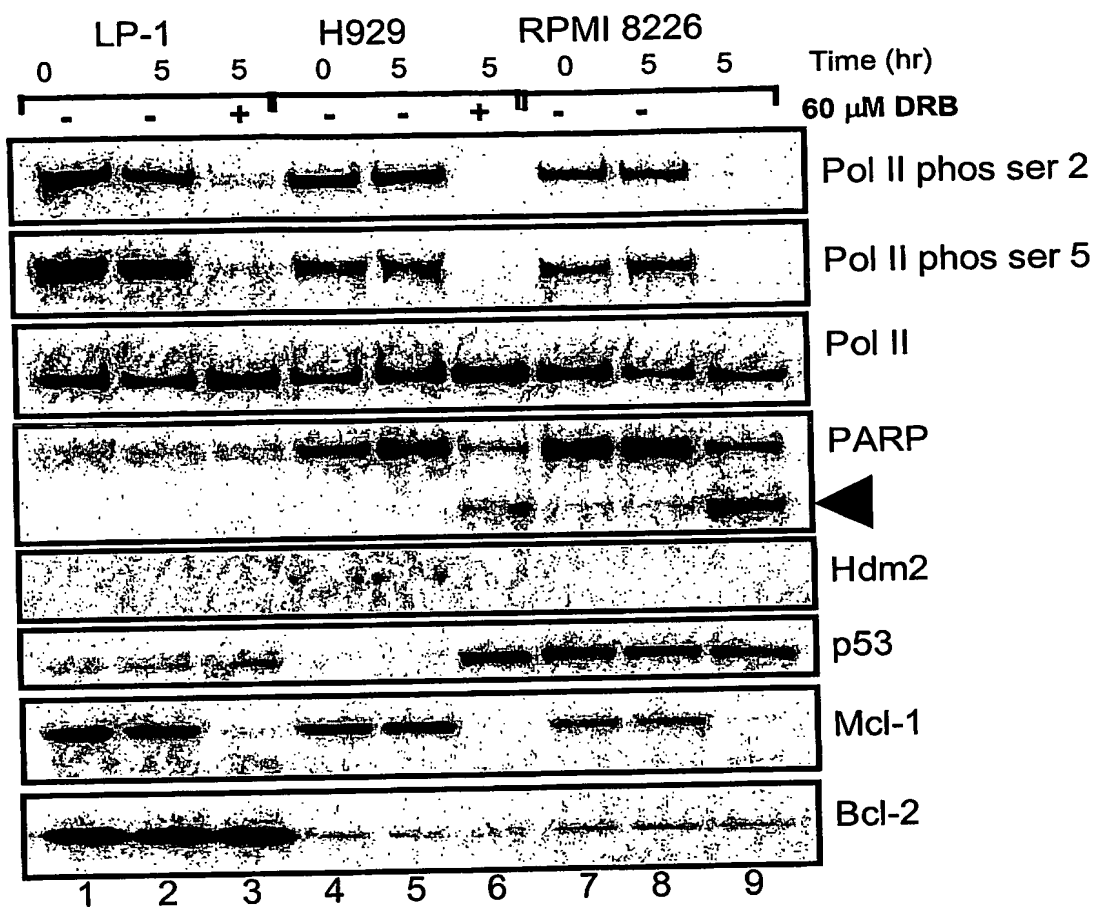 LP-1 H929 RPMI 8226
0 5 5 0 5 5 0 5 5 Time (hr)
- - + - - + - - 60 µM DRB
Pol II phos ser 2
Pol II phos ser 5
Pol II
PARP
Hdm2
p53
Mcl-1
Bcl-2
1 2 3 4 5 6 7 8 9